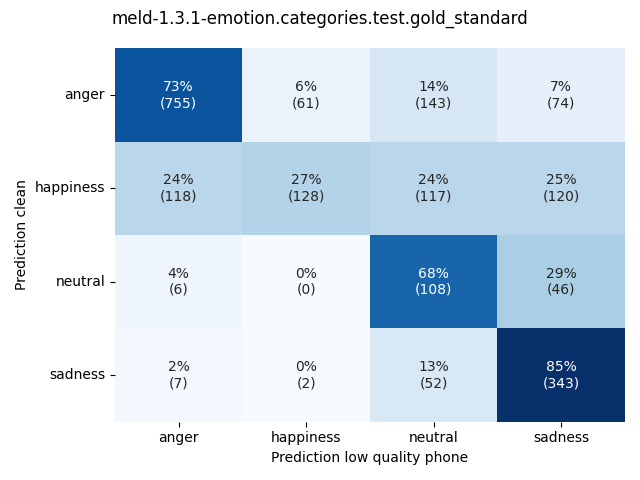 meld-1.3.1-emotion.categories.test.gold_standard
Prediction clean
anger
73% 6% 14% 7%
(755) (61) (143) (74)
happiness
24% 27% 24% 25%
(118) (128) (117) (120)
neutral
4% 0% 68% 29%
(6) (0) (108) (46)
sadness
2% 0% 13% 85%
(7) (2) (52) (343)
anger happiness neutral sadness
Prediction low quality phone